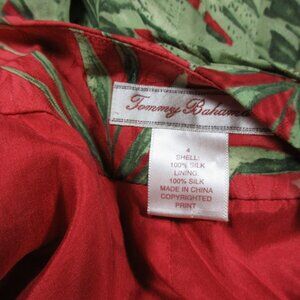 Tommy Bahama
4
SHELL:
100% SILK
LINING:
100% SILK
MADE IN CHINA
COPYRIGHTED
PRINT